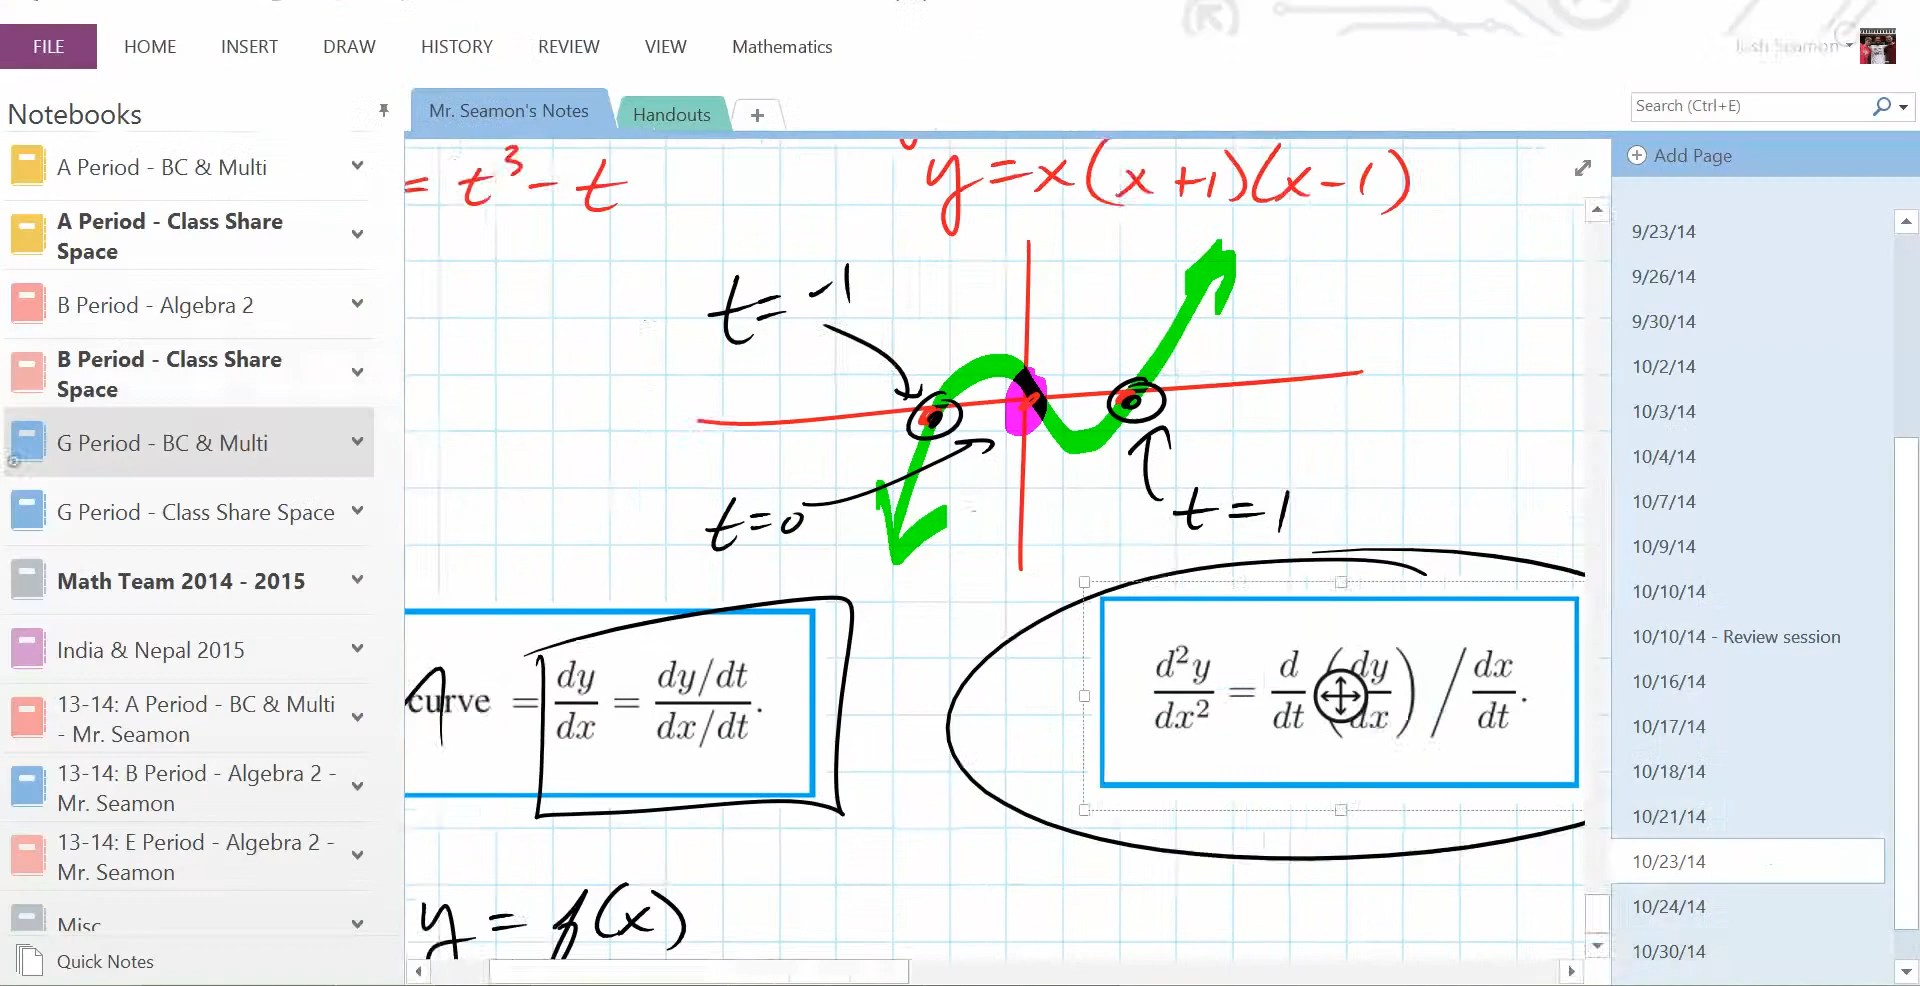 FILE HOME INSERT DRAW HISTORY REVIEW VIEW Mathematics
Notebooks
A Period - BC & Multi
A Period - Class Share
Space
B Period - Algebra 2
B Period - Class Share
Space
G Period - BC & Multi
G Period - Class Share Space
Math Team 2014 - 2015
India & Nepal 2015
13-14: A Period - BC & Multi
- Mr. Seamon
13-14: B Period - Algebra 2 -
Mr. Seamon
13-14: E Period - Algebra 2 -
Mr. Seamon
Misc
Quick Notes
Mr. Seamon's Notes Handouts +
Search (Ctrl+E)
= t³ - t
y = x(x+1)(x-1)
t = -1
t = 0
t = 1
curve = dy/dx = (dy/dt)/(dx/dt).
d²y/dx² = d/dt (dy/dx) / dx/dt.
y = f(x)
Add Page
9/23/14
9/26/14
9/30/14
10/2/14
10/3/14
10/4/14
10/7/14
10/9/14
10/10/14
10/10/14 - Review session
10/16/14
10/17/14
10/18/14
10/21/14
10/23/14
10/24/14
10/30/14